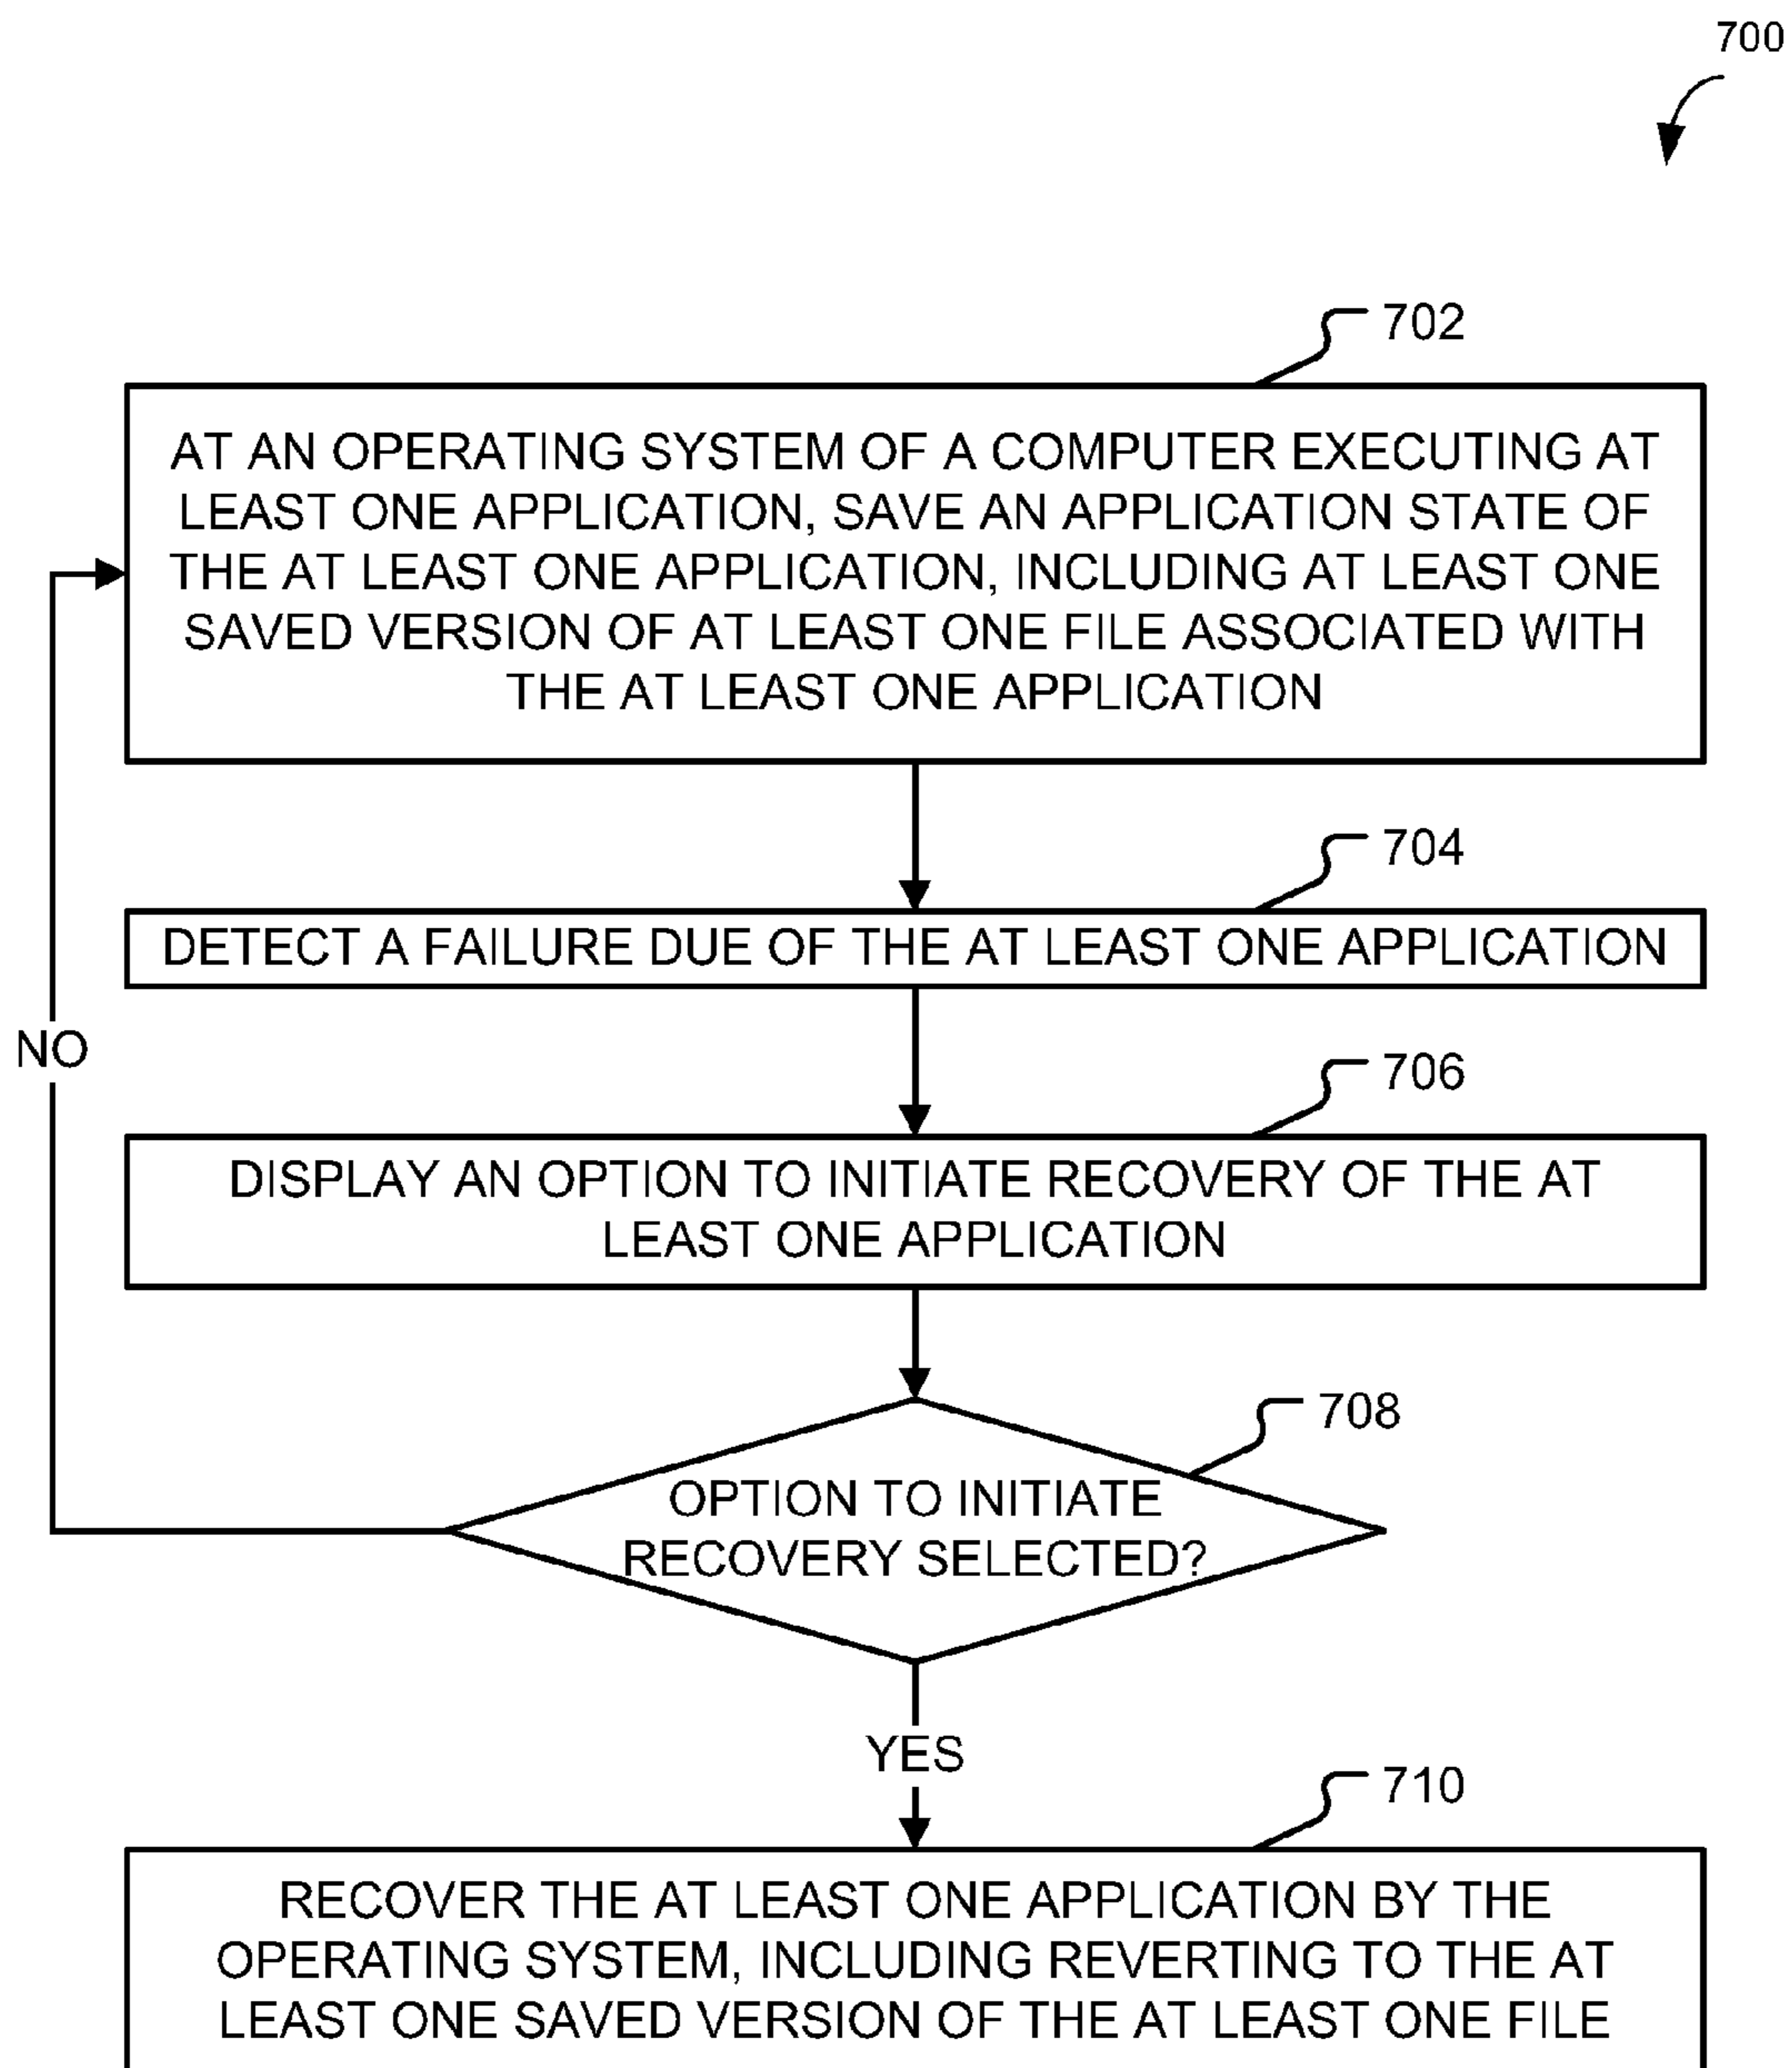 700
702
AT AN OPERATING SYSTEM OF A COMPUTER EXECUTING AT
LEAST ONE APPLICATION, SAVE AN APPLICATION STATE OF
THE AT LEAST ONE APPLICATION, INCLUDING AT LEAST ONE
SAVED VERSION OF AT LEAST ONE FILE ASSOCIATED WITH
THE AT LEAST ONE APPLICATION
704
DETECT A FAILURE DUE OF THE AT LEAST ONE APPLICATION
NO
706
DISPLAY AN OPTION TO INITIATE RECOVERY OF THE AT
LEAST ONE APPLICATION
708
OPTION TO INITIATE
RECOVERY SELECTED?
YES
710
RECOVER THE AT LEAST ONE APPLICATION BY THE
OPERATING SYSTEM, INCLUDING REVERTING TO THE AT
LEAST ONE SAVED VERSION OF THE AT LEAST ONE FILE